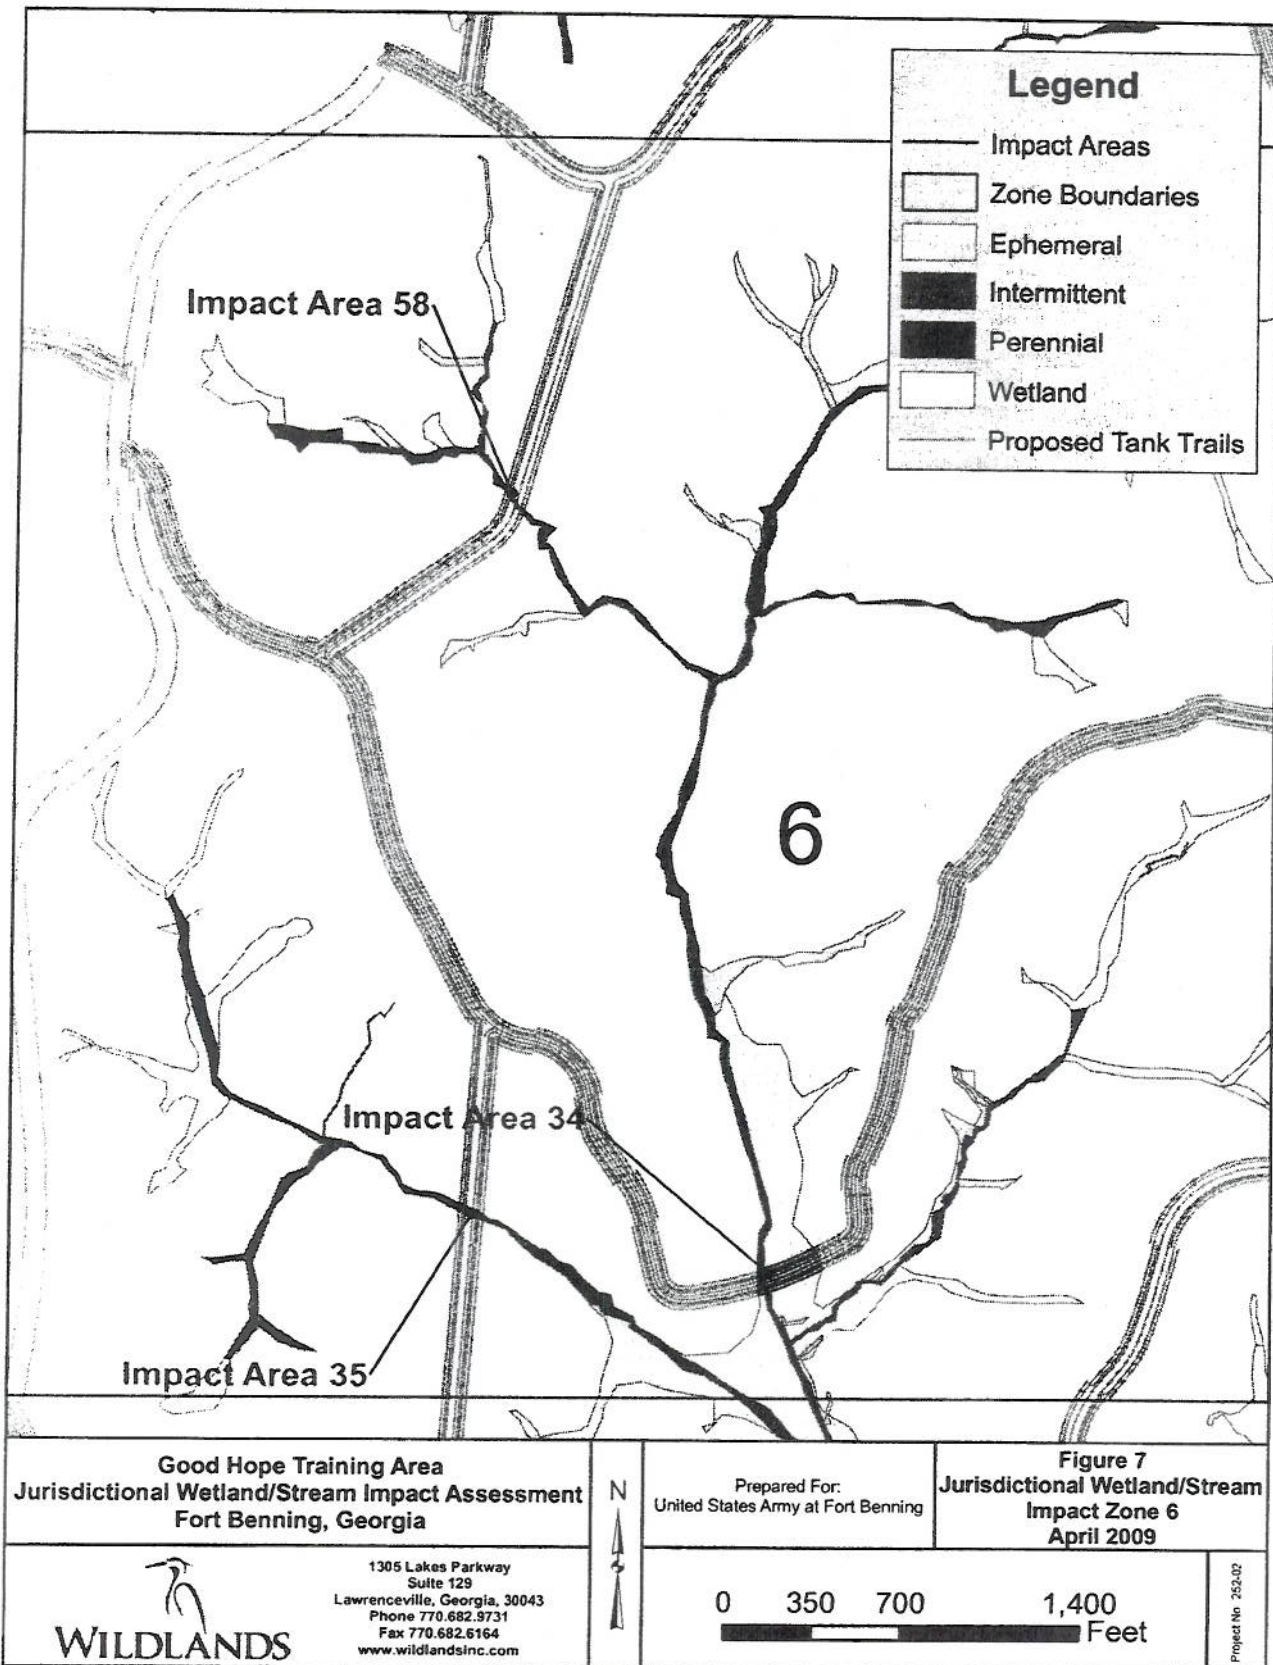 Legend
Impact Areas
Zone Boundaries
Ephemeral
Intermittent
Perennial
Wetland
Proposed Tank Trails
Impact Area 58
6
Impact Area 34
Impact Area 35
Good Hope Training Area
Jurisdictional Wetland/Stream Impact Assessment
Fort Benning, Georgia
N
Prepared For:
United States Army at Fort Benning
Figure 7
Jurisdictional Wetland/Stream
Impact Zone 6
April 2009
WILDLANDS
1305 Lakes Parkway
Suite 129
Lawrenceville, Georgia, 30043
Phone 770.682.9731
Fax 770.682.6164
www.wildlandsinc.com
0 350 700 1,400
Feet
Project No 252-02